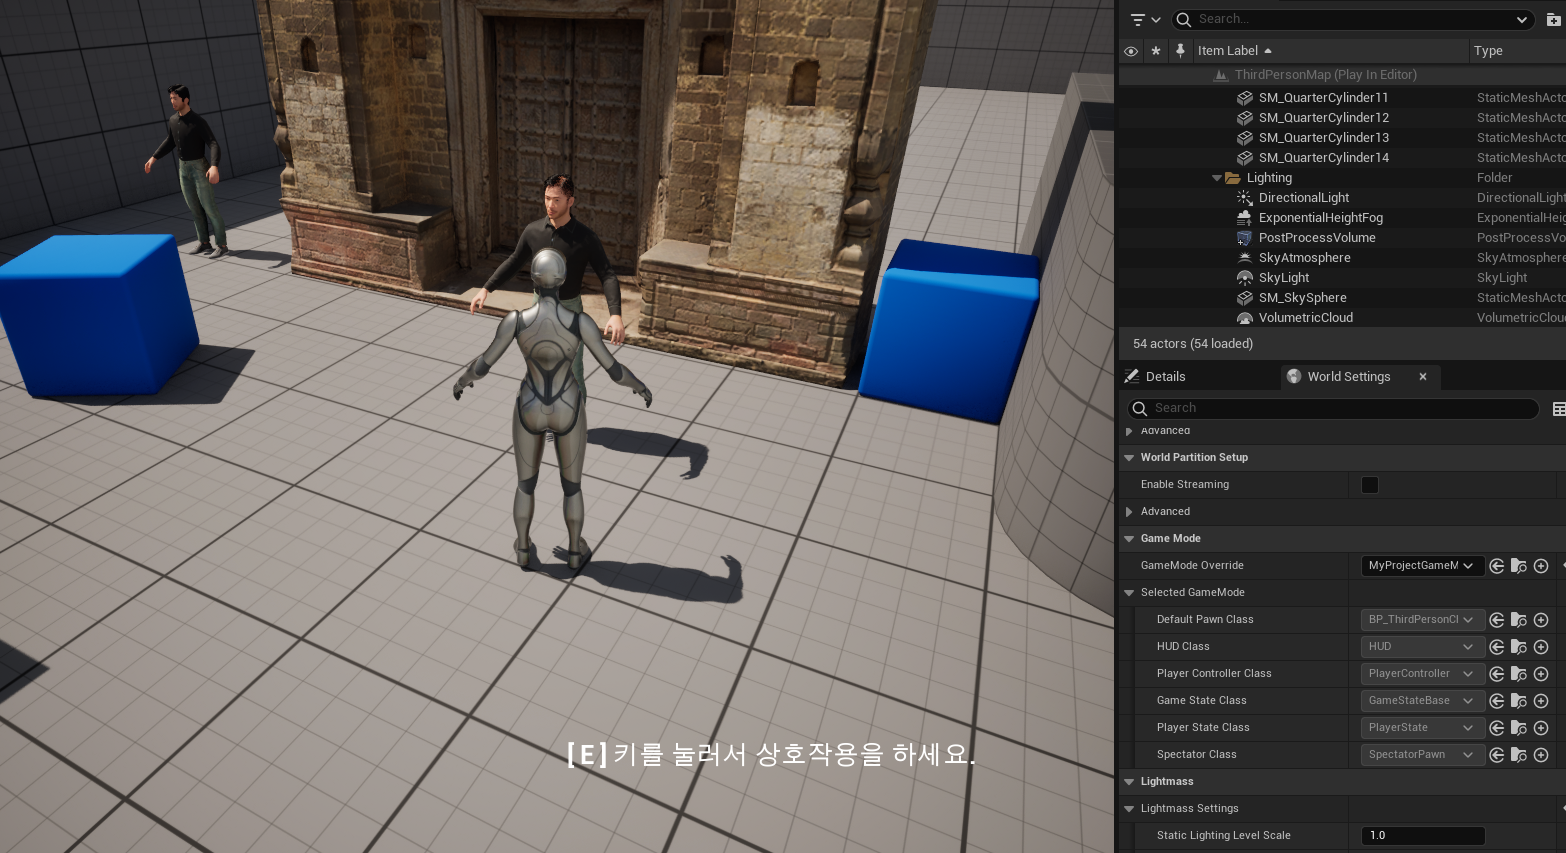 Search...
Item Label
Type
ThirdPersonMap (Play In Editor)
SM_QuarterCylinder11 StaticMeshActo
SM_QuarterCylinder12 StaticMeshActo
SM_QuarterCylinder13 StaticMeshActo
SM_QuarterCylinder14 StaticMeshActo
Lighting Folder
DirectionalLight DirectionalLight
ExponentialHeightFog ExponentialHeig
PostProcessVolume PostProcessVo
SkyAtmosphere SkyAtmosphere
SkyLight SkyLight
SM_SkySphere StaticMeshActo
VolumetricCloud VolumetricClou
54 actors (54 loaded)
Details
World Settings
Search
Advanced
World Partition Setup
Enable Streaming
Advanced
Game Mode
GameMode Override MyProjectGameM
Selected GameMode
Default Pawn Class BP_ThirdPersonCl
HUD Class HUD
Player Controller Class PlayerController
Game State Class GameStateBase
Player State Class PlayerState
Spectator Class SpectatorPawn
Lightmass
Lightmass Settings
Static Lighting Level Scale 1.0
[E]키를 눌러서 상호작용을 하세요.